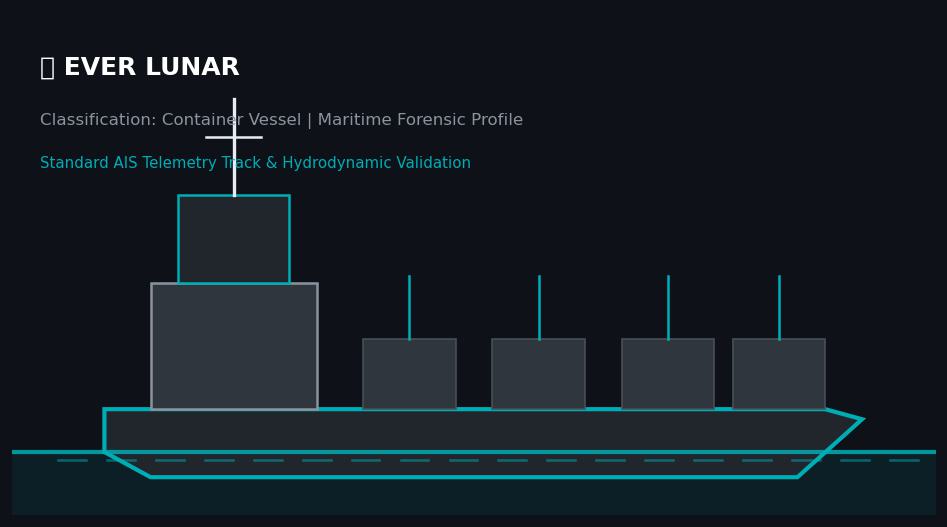 EVER LUNAR
Classification: Container Vessel | Maritime Forensic Profile
Standard AIS Telemetry Track & Hydrodynamic Validation